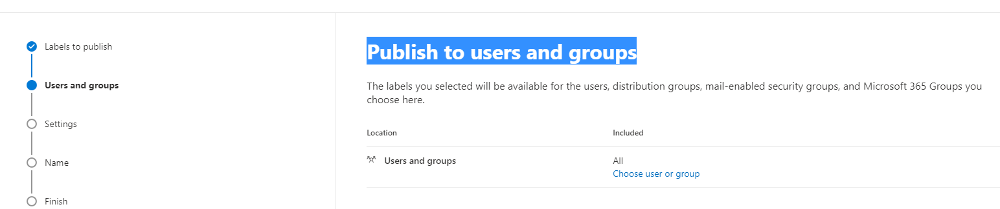 Labels to publish
Users and groups
Settings
Name
Finish
Publish to users and groups
The labels you selected will be available for the users, distribution groups, mail-enabled security groups, and Microsoft 365 Groups you
choose here.
Location Included
Users and groups All
Choose user or group